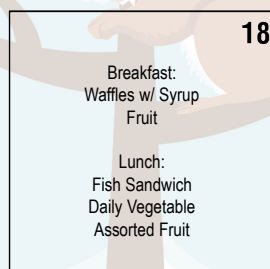 18
Breakfast:
Waffles w/ Syrup
Fruit
Lunch:
Fish Sandwich
Daily Vegetable
Assorted Fruit